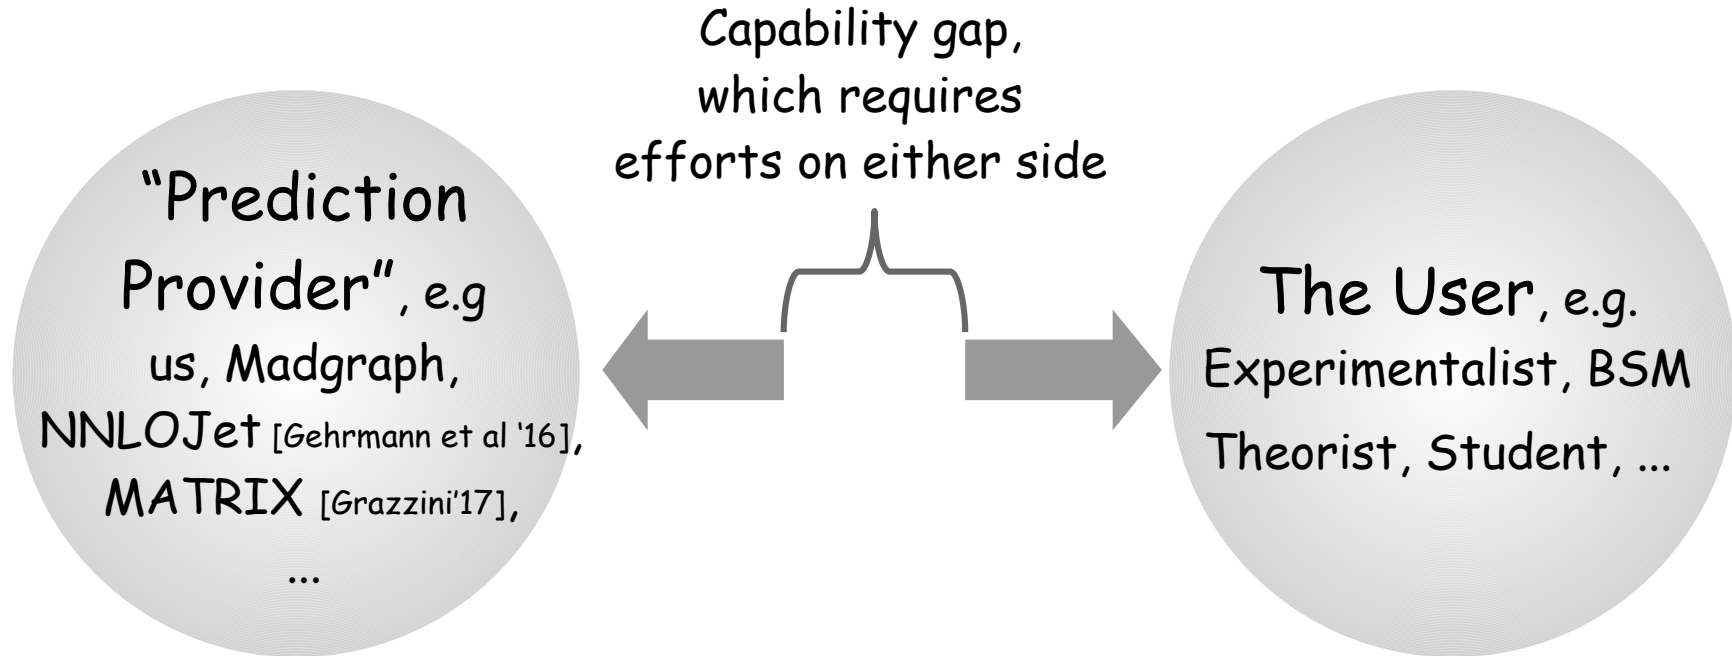 Capability gap,
which requires
efforts on either side
“Prediction
Provider”, e.g
us, Madgraph,
NNLOJet [Gehrmann et al ‘16],
MATRIX [Grazzini’17],
...
The User, e.g.
Experimentalist, BSM
Theorist, Student, ...